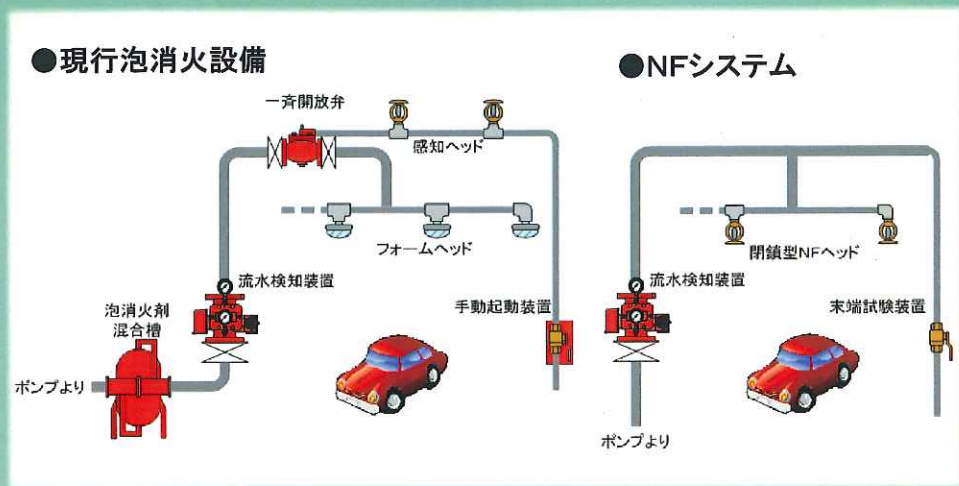 ●現行泡消火設備
一斉開放弁
感知ヘッド
フォームヘッド
流水検知装置
泡消火剤
混合槽
手動起動装置
ポンプより
●NFシステム
閉鎖型NFヘッド
流水検知装置
末端試験装置
ポンプより